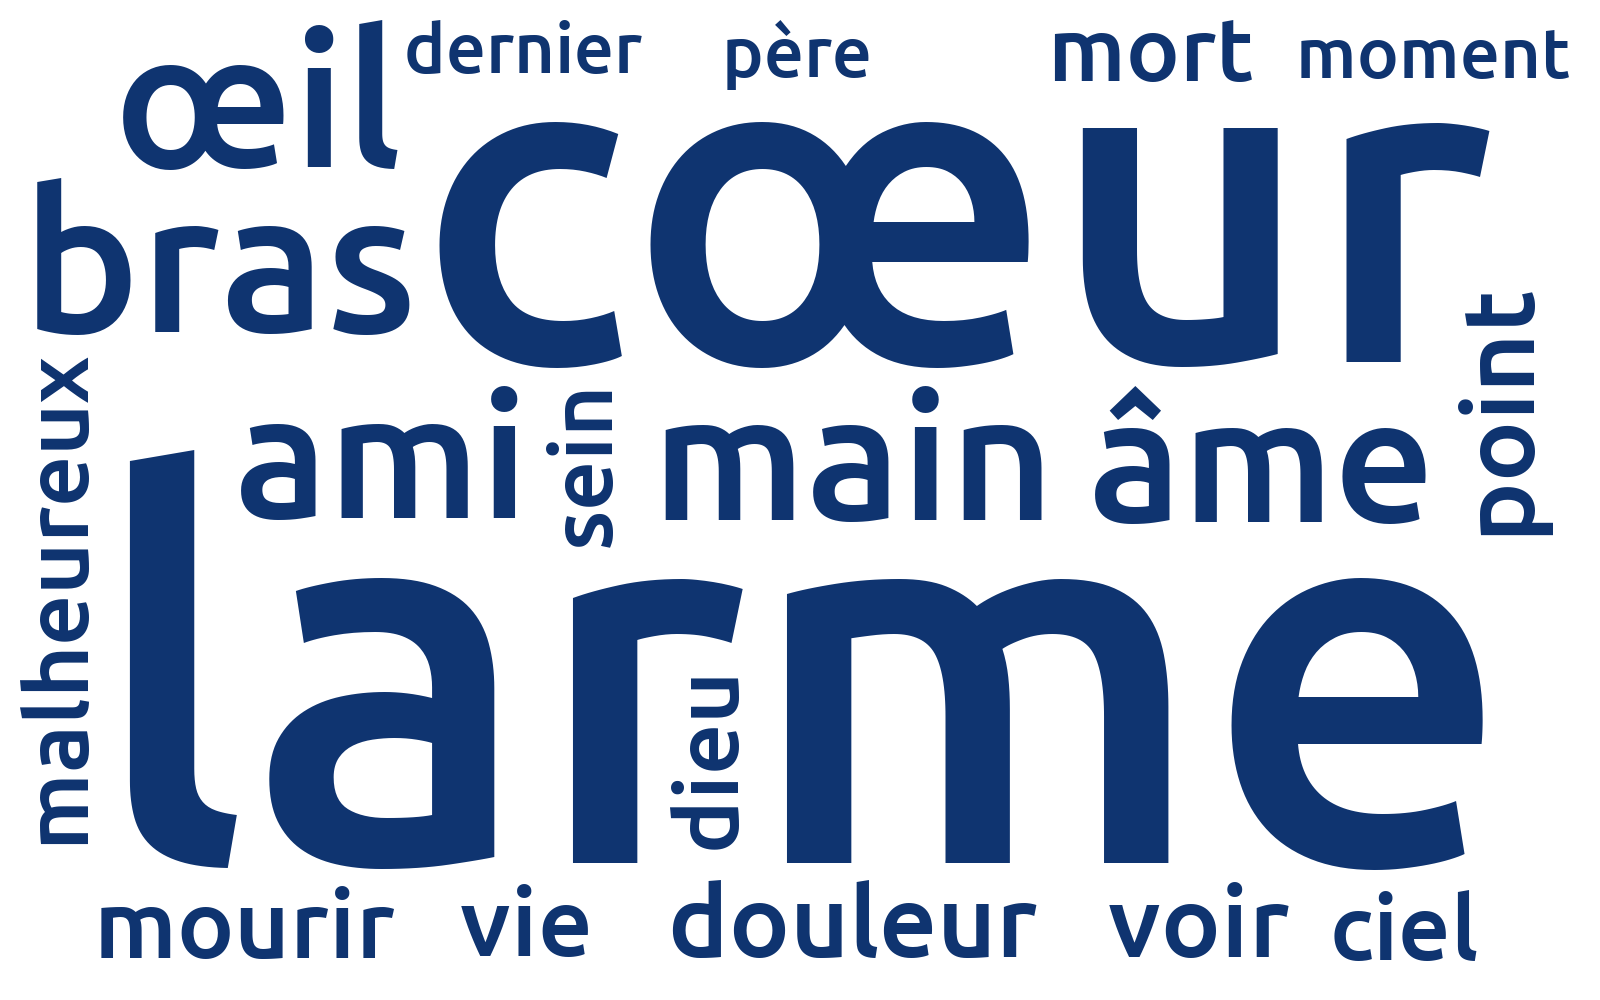 dernier père mort moment
œil cœur
bras
malheureux ami sein main âme point
larme
dieu
mourir vie douleur voir ciel